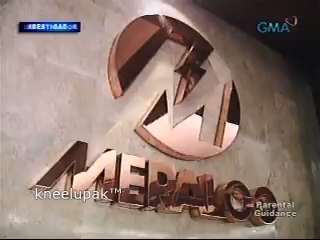 IMBESTIGADOR
GMA
MERALCO
kneelupak™
Parental
Guidance